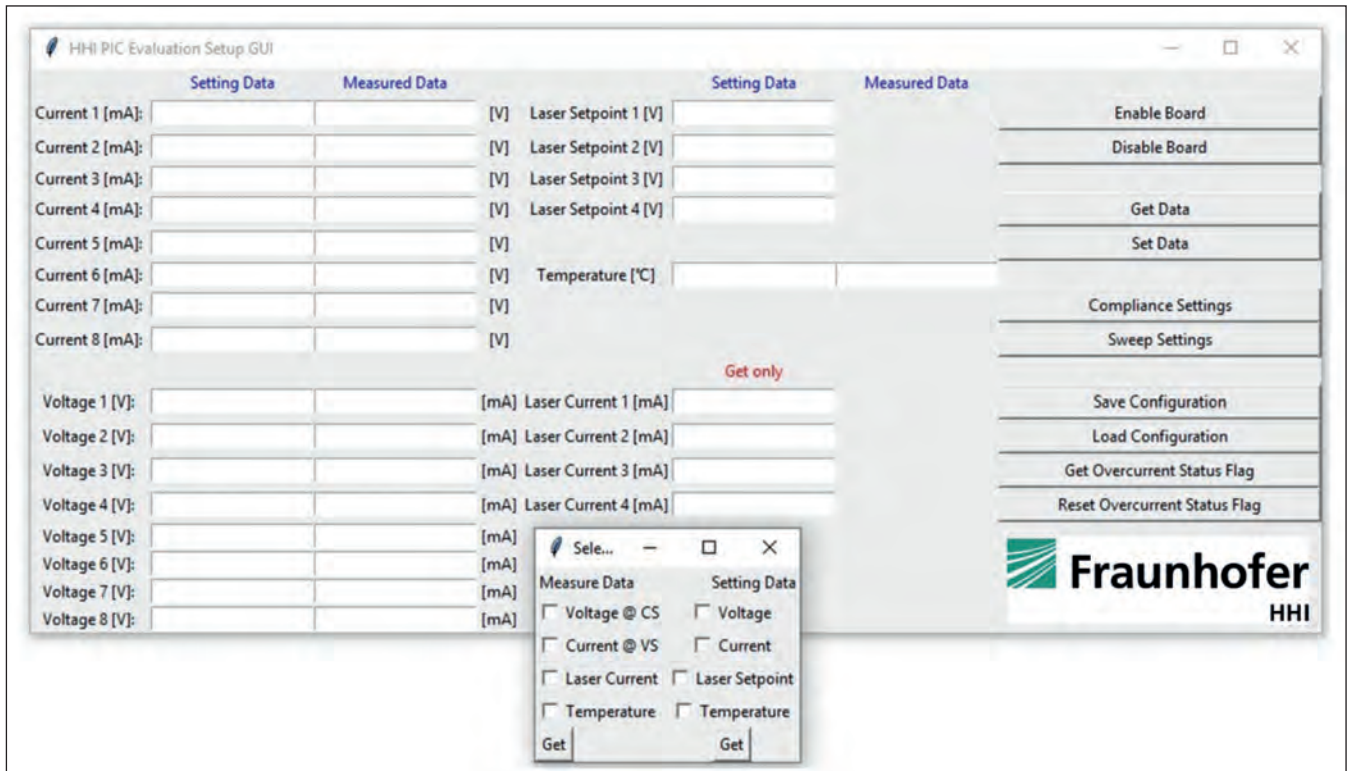 HHI PIC Evaluation Setup GUI
Setting Data Measured Data Setting Data Measured Data
Current 1 [mA]: [V] Laser Setpoint 1 [V] Enable Board
Current 2 [mA]: [V] Laser Setpoint 2 [V] Disable Board
Current 3 [mA]: [V] Laser Setpoint 3 [V]
Current 4 [mA]: [V] Laser Setpoint 4 [V] Get Data
Current 5 [mA]: [V] Set Data
Current 6 [mA]: [V] Temperature [℃]
Current 7 [mA]: [V] Compliance Settings
Current 8 [mA]: [V] Sweep Settings
Get only
Voltage 1 [V]: [mA] Laser Current 1 [mA] Save Configuration
Voltage 2 [V]: [mA] Laser Current 2 [mA] Load Configuration
Voltage 3 [V]: [mA] Laser Current 3 [mA] Get Overcurrent Status Flag
Voltage 4 [V]: [mA] Laser Current 4 [mA] Reset Overcurrent Status Flag
Voltage 5 [V]: [mA]
Voltage 6 [V]: [mA]
Voltage 7 [V]: [mA]
Voltage 8 [V]: [mA]
Sele...
Measure Data Setting Data
Voltage @ CS Voltage
Current @ VS Current
Laser Current Laser Setpoint
Temperature Temperature
Get Get
Fraunhofer
HHI